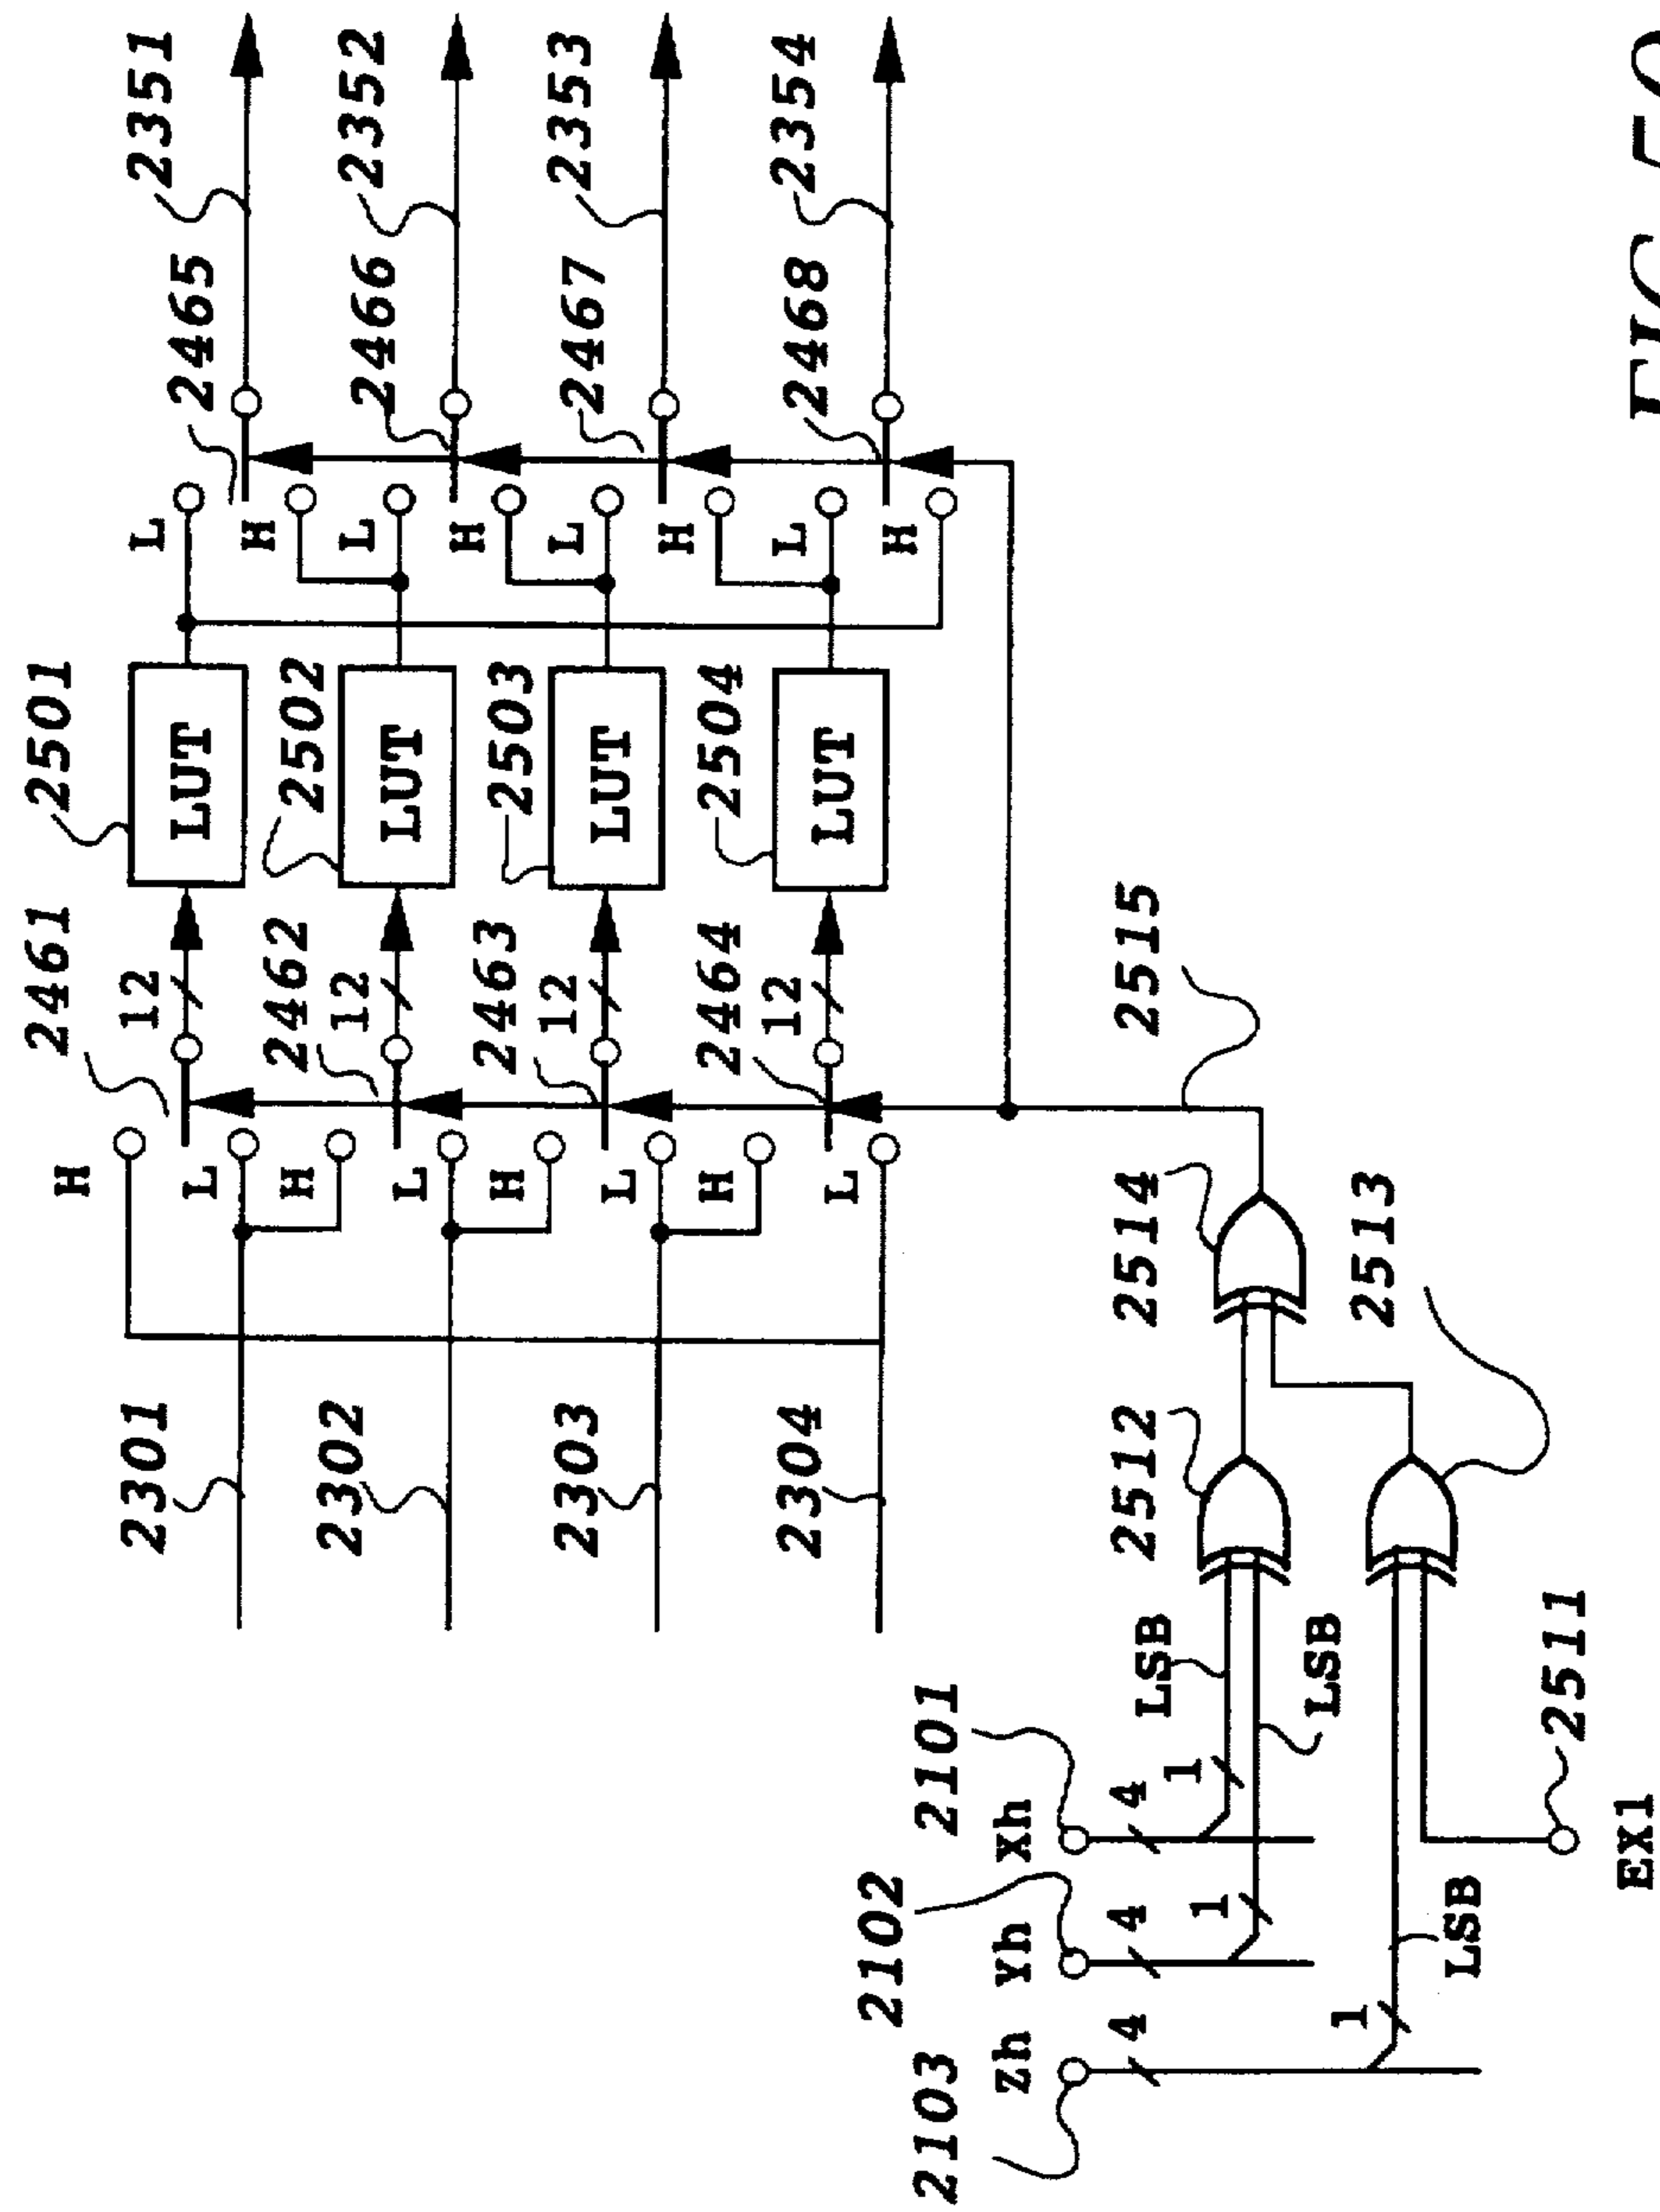 2461 2501
H
2301 12 L 2351
L LUT 2465
H H
2462 2502
2302 12 L 2352
2466
L LUT H
2463 H 2503
2303 12 L 2353
2467
L LUT H
H 2464 2504
2304 12 L 2354
2468
L LUT H
2102
2103 2101
Zh Yh Xh
4 4 4
2512 2514 2515
LSB
1
1
LSB
1
2513
LSB
2511
EX1